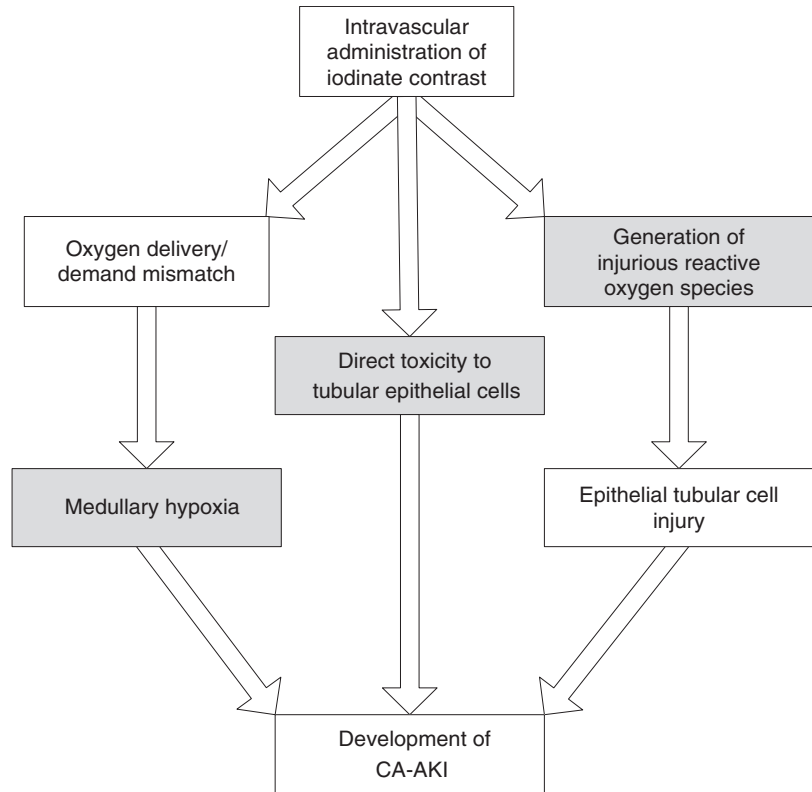 Intravascular
administration of
iodinate contrast
Oxygen delivery/
demand mismatch
Generation of
injurious reactive
oxygen species
Direct toxicity to
tubular epithelial cells
Medullary hypoxia
Epithelial tubular cell
injury
Development of
CA-AKI